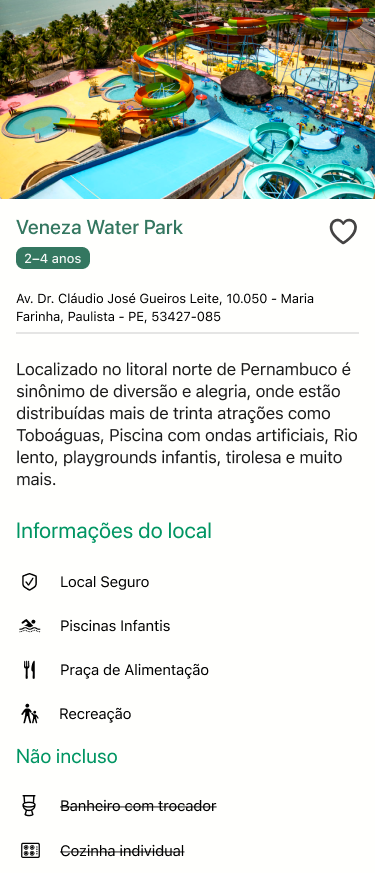 Veneza Water Park
2–4 anos
Av. Dr. Cláudio José Gueiros Leite, 10.050 - Maria
Farinha, Paulista - PE, 53427-085
Localizado no litoral norte de Pernambuco é
sinônimo de diversão e alegria, onde estão
distribuídas mais de trinta atrações como
Toboáguas, Piscina com ondas artificiais, Rio
lento, playgrounds infantis, tirolesa e muito
mais.
Informações do local
Local Seguro
Piscinas Infantis
Praça de Alimentação
Recreação
Não incluso
Banheiro com trocador
Cozinha individual